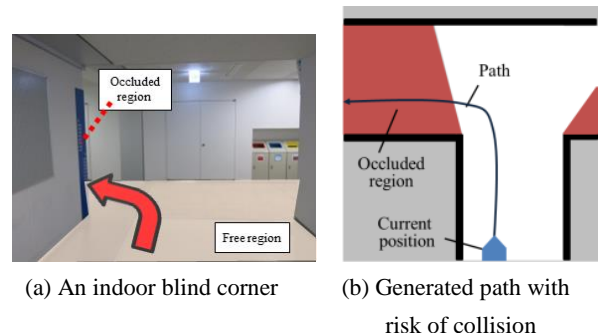 Occluded
region
Free region
Path
Occluded
region
Current
position
(a) An indoor blind corner
(b) Generated path with
risk of collision